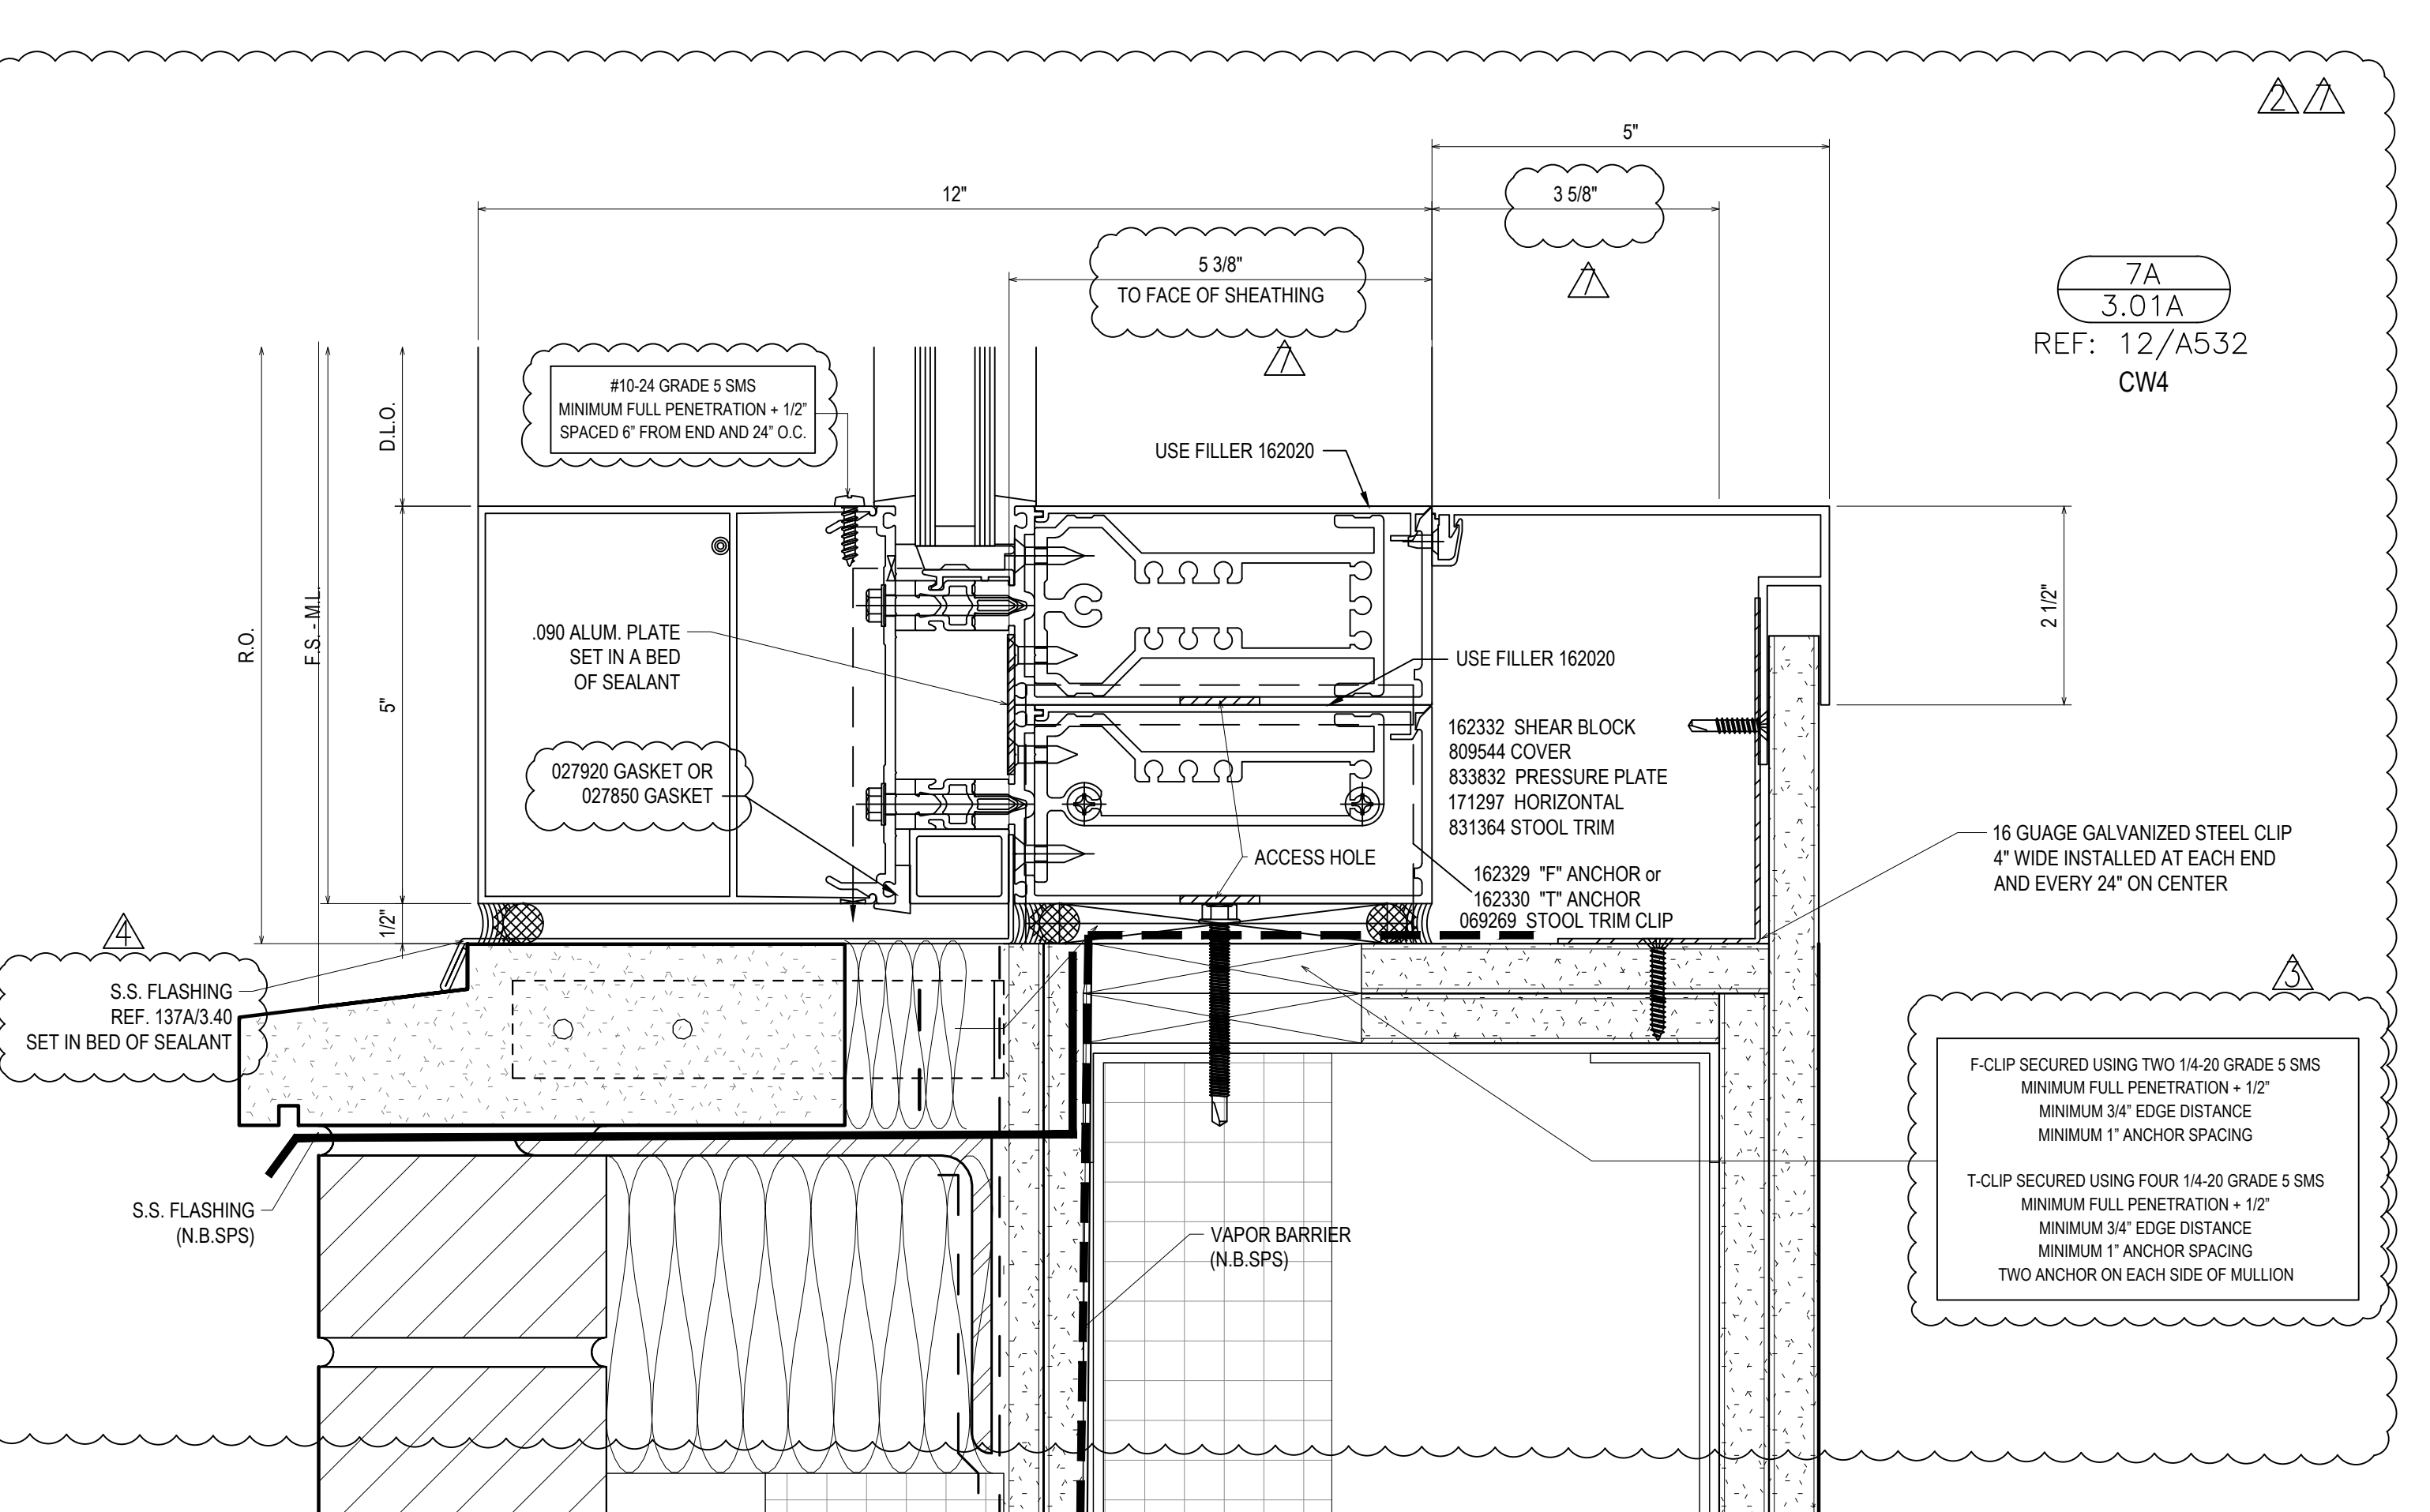 2 7
5"
12"
3 5/8"
7
5 3/8"
TO FACE OF SHEATHING
7
7A
3.01A
REF: 12/A532
CW4
#10-24 GRADE 5 SMS
MINIMUM FULL PENETRATION + 1/2"
SPACED 6" FROM END AND 24" O.C.
D.L.O.
USE FILLER 162020
R.O.
F.S. - M.L.
2 1/2"
.090 ALUM. PLATE
SET IN A BED
OF SEALANT
USE FILLER 162020
5"
162332 SHEAR BLOCK
809544 COVER
833832 PRESSURE PLATE
171297 HORIZONTAL
831364 STOOL TRIM
027920 GASKET OR
027850 GASKET
ACCESS HOLE
162329 "F" ANCHOR or
162330 "T" ANCHOR
069269 STOOL TRIM CLIP
16 GUAGE GALVANIZED STEEL CLIP
4" WIDE INSTALLED AT EACH END
AND EVERY 24" ON CENTER
1/2"
4
S.S. FLASHING
REF. 137A/3.40
SET IN BED OF SEALANT
3
F-CLIP SECURED USING TWO 1/4-20 GRADE 5 SMS
MINIMUM FULL PENETRATION + 1/2"
MINIMUM 3/4" EDGE DISTANCE
MINIMUM 1" ANCHOR SPACING
T-CLIP SECURED USING FOUR 1/4-20 GRADE 5 SMS
MINIMUM FULL PENETRATION + 1/2"
MINIMUM 3/4" EDGE DISTANCE
MINIMUM 1" ANCHOR SPACING
TWO ANCHOR ON EACH SIDE OF MULLION
S.S. FLASHING
(N.B.SPS)
VAPOR BARRIER
(N.B.SPS)